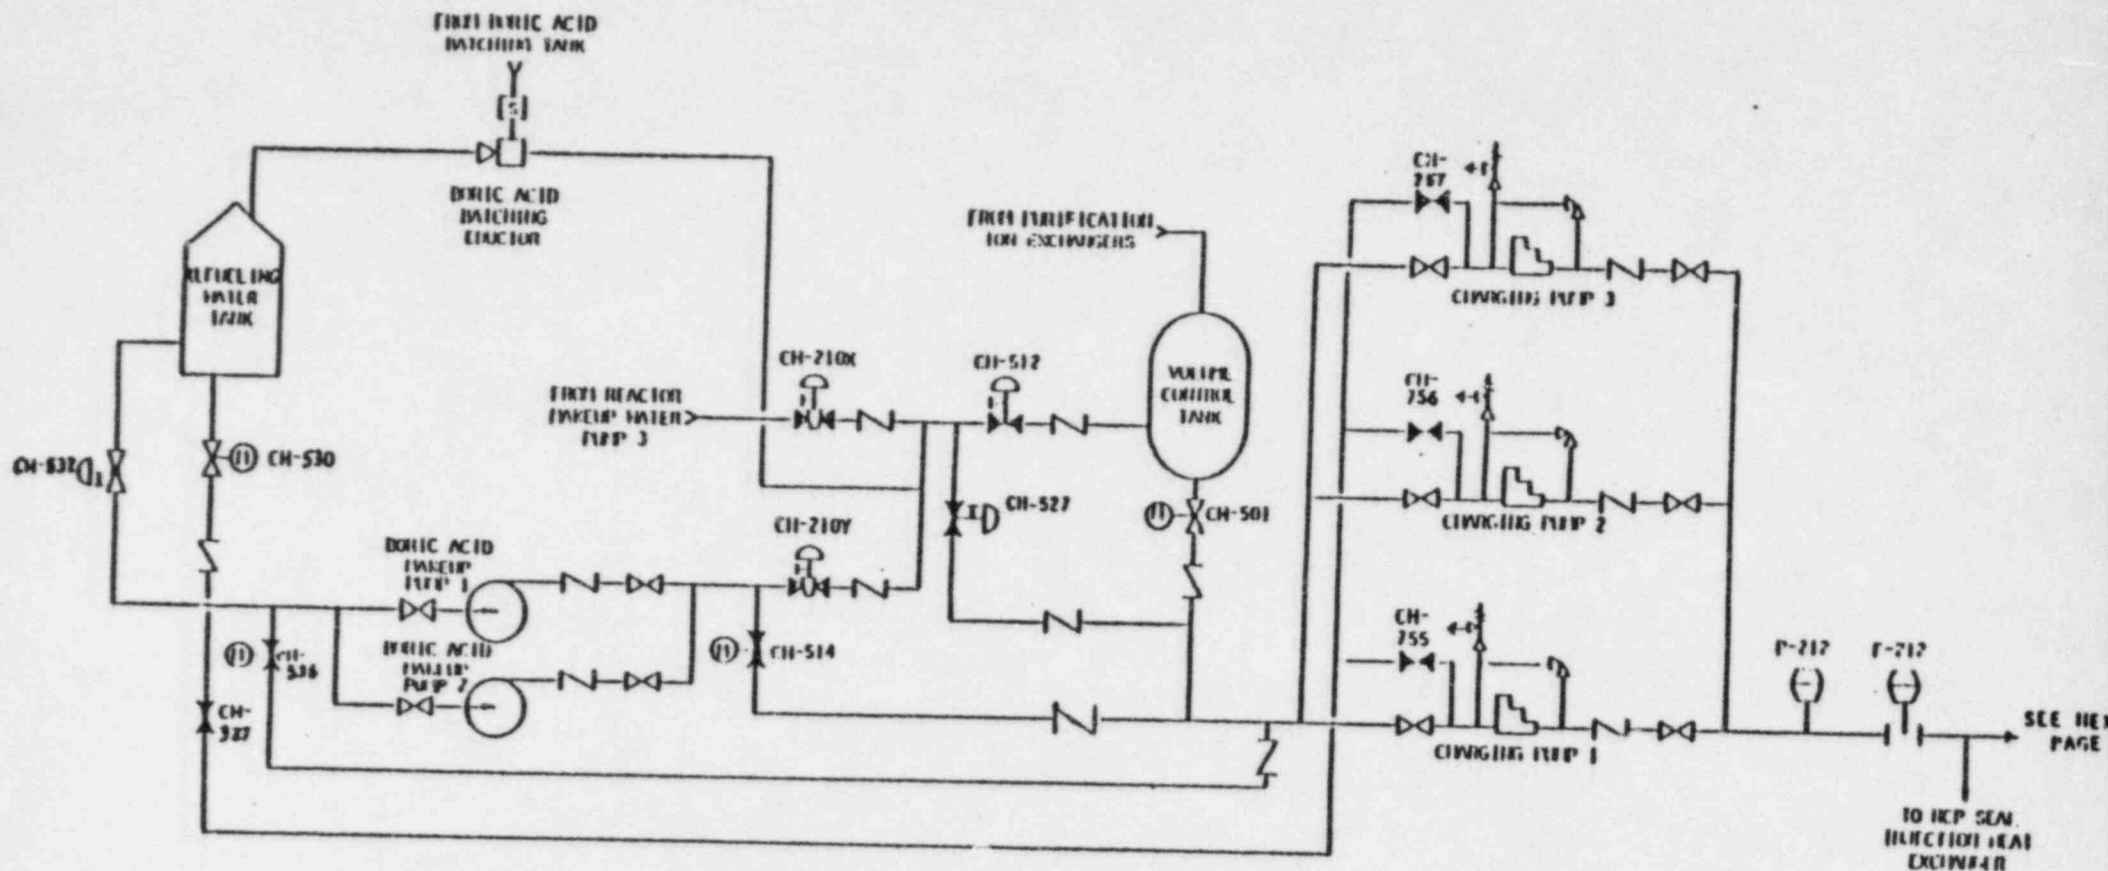 FROM BORIC ACID
BATCHING TANK
BORIC ACID
BATCHING
EDUCTOR
REFUELING
WATER
TANK
CH-532
CH-530
FROM REACTOR
MAKEUP WATER
PUMP 3
CH-210X
CH-512
FROM PURIFICATION
ION EXCHANGERS
VOLUME
CONTROL
TANK
CH-527
CH-501
CH-210Y
BORIC ACID
MAKEUP
PUMP 1
BORIC ACID
MAKEUP
PUMP 2
CH-
536
CH-
327
CH-514
CH-
757
CHARGING PUMP 3
CH-
756
CHARGING PUMP 2
CH-
755
CHARGING PUMP 1
P-212
F-212
SEE NEX
PAGE
TO RCP SEAL
INJECTION HEAT
EXCHANGER